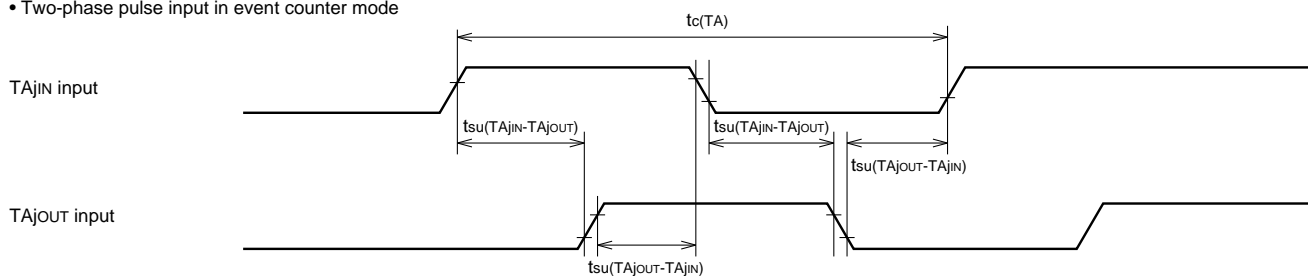 • Two-phase pulse input in event counter mode
tc(TA)
TAjIN input
tsu(TAjIN-TAjOUT)
tsu(TAjIN-TAjOUT)
tsu(TAjOUT-TAjIN)
TAjOUT input
tsu(TAjOUT-TAjIN)